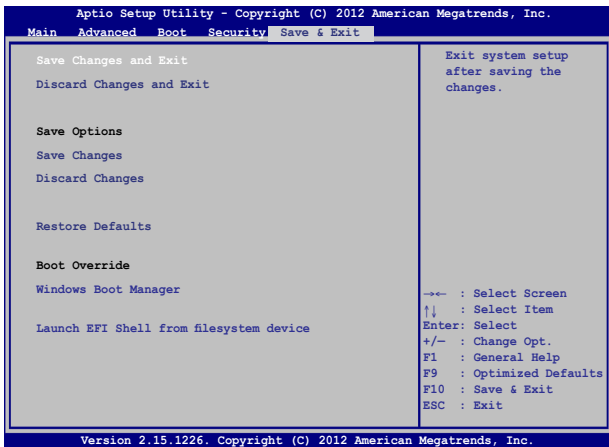 Aptio Setup Utility - Copyright (C) 2012 American Megatrends, Inc.
Main Advanced Boot Security Save & Exit
Save Changes and Exit
Discard Changes and Exit
Save Options
Save Changes
Discard Changes
Restore Defaults
Boot Override
Windows Boot Manager
Launch EFI Shell from filesystem device
Exit system setup
after saving the
changes.
→← : Select Screen
↑↓ : Select Item
Enter: Select
+/— : Change Opt.
F1 : General Help
F9 : Optimized Defaults
F10 : Save & Exit
ESC : Exit
Version 2.15.1226. Copyright (C) 2012 American Megatrends, Inc.